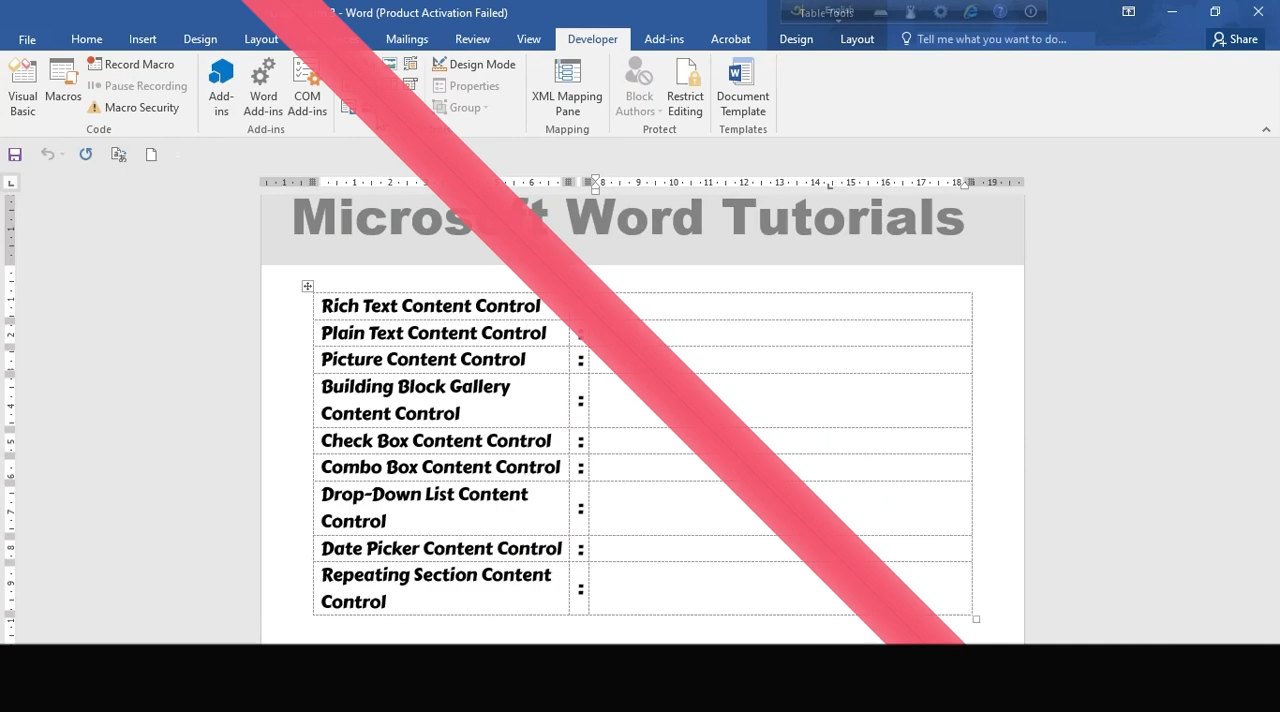 - Word (Product Activation Failed)
Table Tools
File Home Insert Design Layout Mailings Review View Developer Add-ins Acrobat Design Layout Tell me what you want to do... Share
Visual Basic
Macros
Record Macro
Pause Recording
Macro Security
Code
Add-ins
Word Add-ins
COM Add-ins
Add-ins
Design Mode
Properties
Group
XML Mapping Pane
Mapping
Block Authors
Restrict Editing
Protect
Document Template
Templates
Microsoft Word Tutorials
Rich Text Content Control
Plain Text Content Control :
Picture Content Control :
Building Block Gallery
Content Control :
Check Box Content Control :
Combo Box Content Control :
Drop-Down List Content
Control :
Date Picker Content Control :
Repeating Section Content
Control :